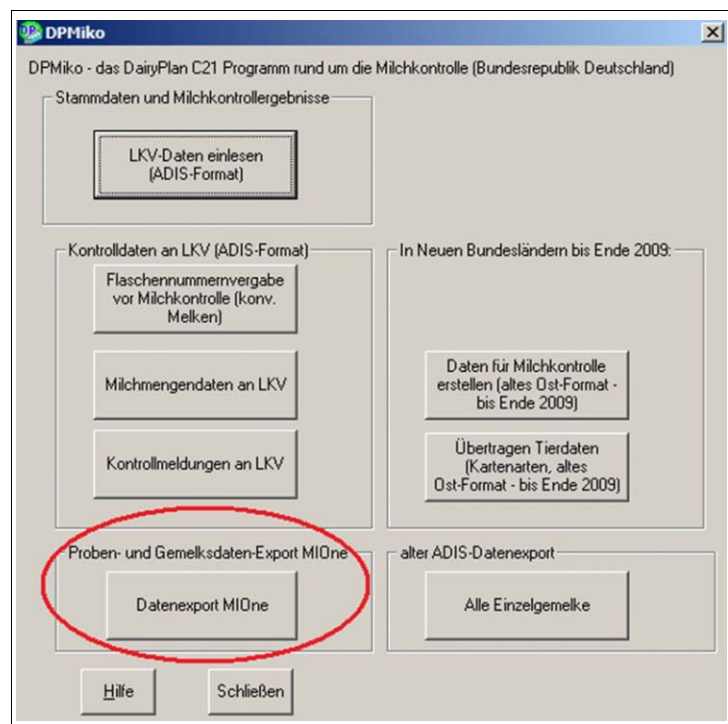 DPMiko
DPMiko - das DairyPlan C21 Programm rund um die Milchkontrolle (Bundesrepublik Deutschland)
Stammdaten und Milchkontrollergebnisse
LKV-Daten einlesen
(ADIS-Format)
Kontrolldaten an LKV (ADIS-Format)
Flaschennummernvergabe
vor Milchkontrolle (konv.
Melken)
Milchmengendaten an LKV
Kontrollmeldungen an LKV
In Neuen Bundesländern bis Ende 2009:
Daten für Milchkontrolle
erstellen (altes Ost-Format -
bis Ende 2009)
Übertragen Tierdaten
(Kartenarten, altes
Ost-Format - bis Ende 2009)
Proben- und Gemelksdaten-Export MIOne
Datenexport MIOne
alter ADIS-Datenexport
Alle Einzelgemelke
Hilfe
Schließen